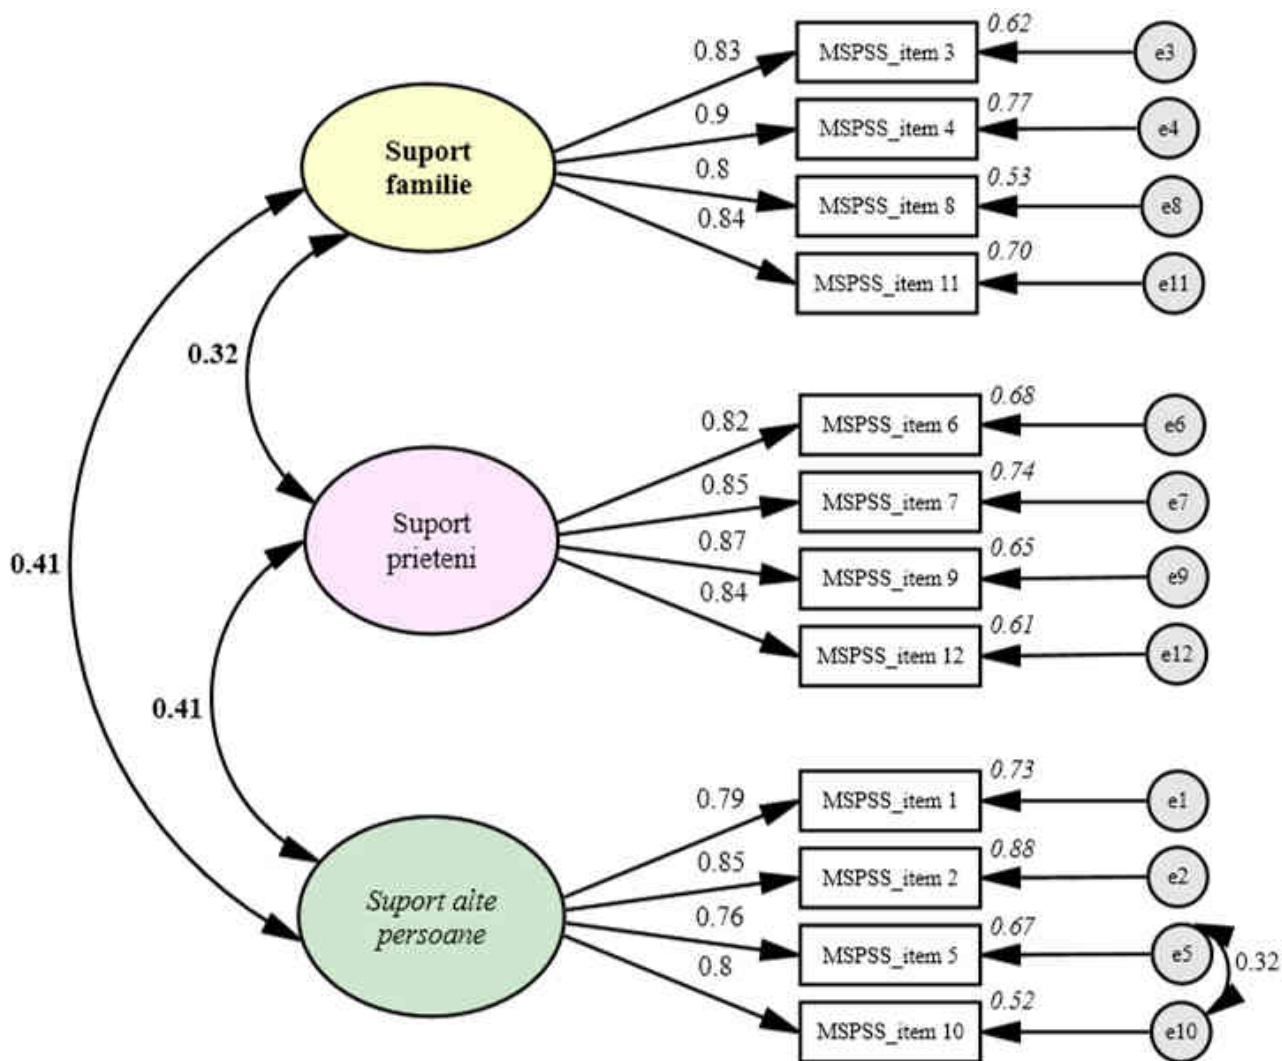 0.83
MSPSS_item 3
0.62
e3
0.9
MSPSS_item 4
0.77
e4
Suport
familie
0.8
MSPSS_item 8
0.53
e8
0.84
MSPSS_item 11
0.70
e11
0.32
0.82
MSPSS_item 6
0.68
e6
0.85
MSPSS_item 7
0.74
e7
Suport
prieteni
0.87
MSPSS_item 9
0.65
e9
0.41
0.84
MSPSS_item 12
0.61
e12
0.41
0.79
MSPSS_item 1
0.73
e1
0.85
MSPSS_item 2
0.88
e2
Suport alte
persoane
0.76
MSPSS_item 5
0.67
e5
0.32
0.8
MSPSS_item 10
0.52
e10